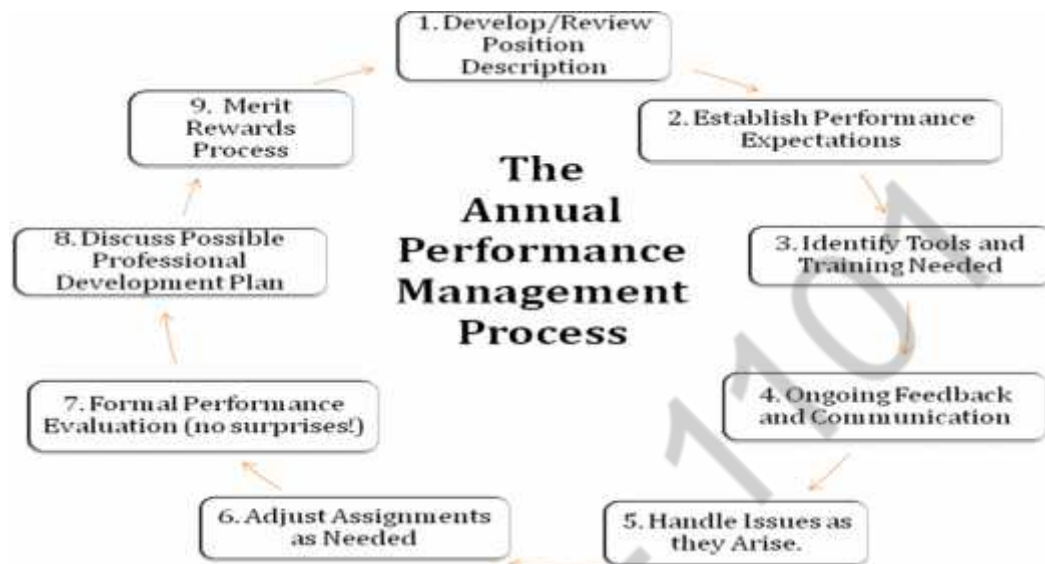 1. Develop/Review
Position
Description
2. Establish Performance
Expectations
3. Identify Tools and
Training Needed
4. Ongoing Feedback
and Communication
5. Handle Issues as
they Arise.
6. Adjust Assignments
as Needed
7. Formal Performance
Evaluation (no surprises!)
8. Discuss Possible
Professional
Development Plan
9. Merit
Rewards
Process
The
Annual
Performance
Management
Process
1101